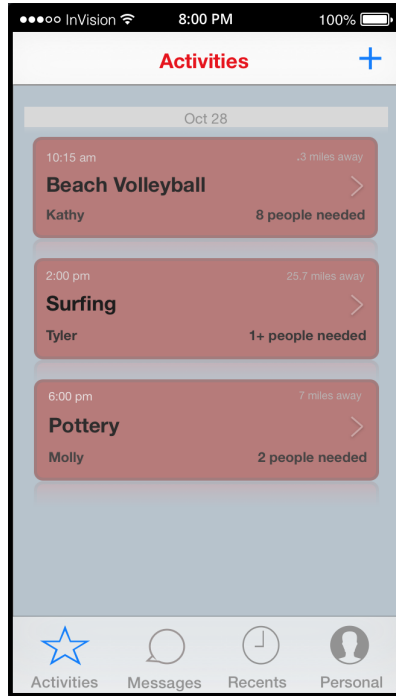 InVision 8:00 PM 100%
Activities +
Oct 28
10:15 am .3 miles away
Beach Volleyball
Kathy 8 people needed
2:00 pm 25.7 miles away
Surfing
Tyler 1+ people needed
6:00 pm 7 miles away
Pottery
Molly 2 people needed
Activities Messages Recents Personal